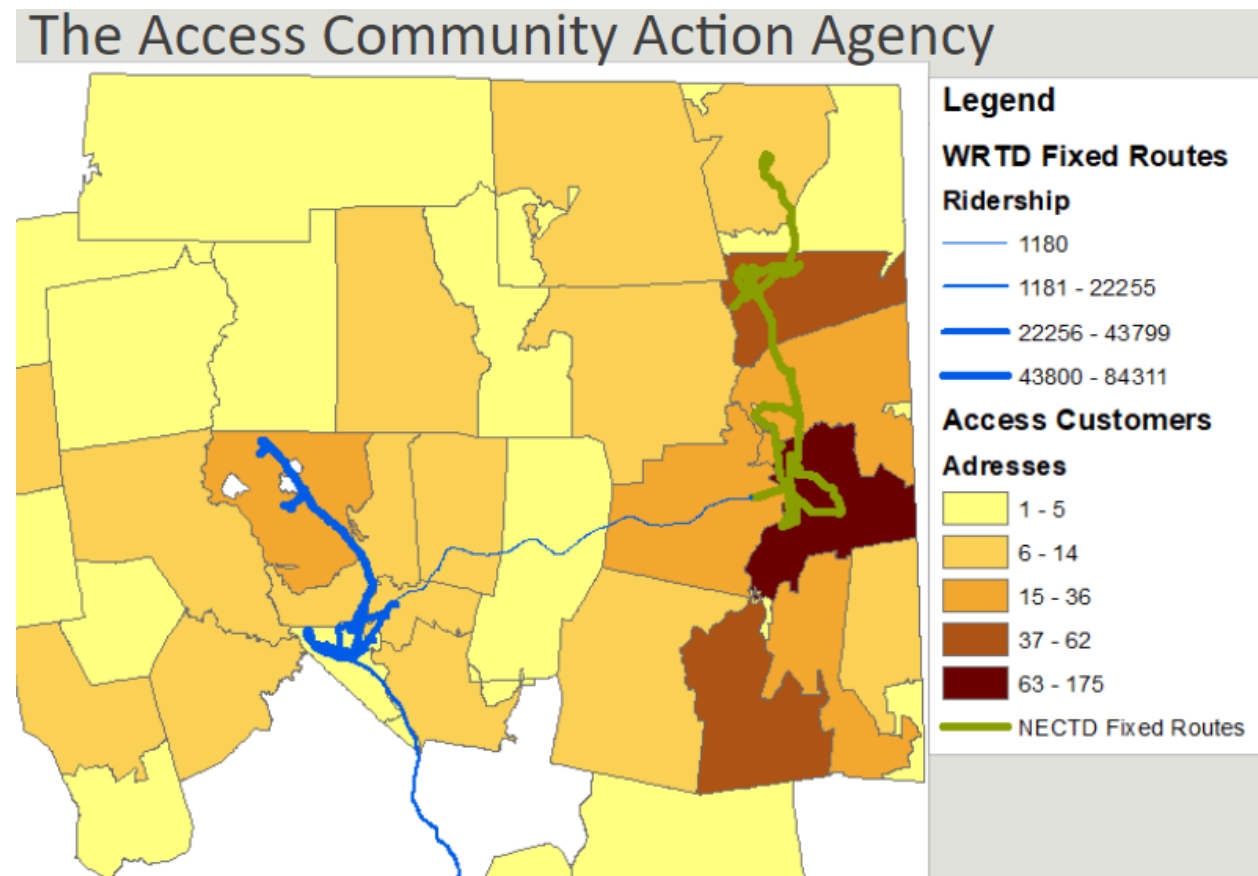 The Access Community Action Agency
Legend
WRTD Fixed Routes
Ridership
1180
1181 - 22255
22256 - 43799
43800 - 84311
Access Customers
Adresses
1 - 5
6 - 14
15 - 36
37 - 62
63 - 175
NECTD Fixed Routes